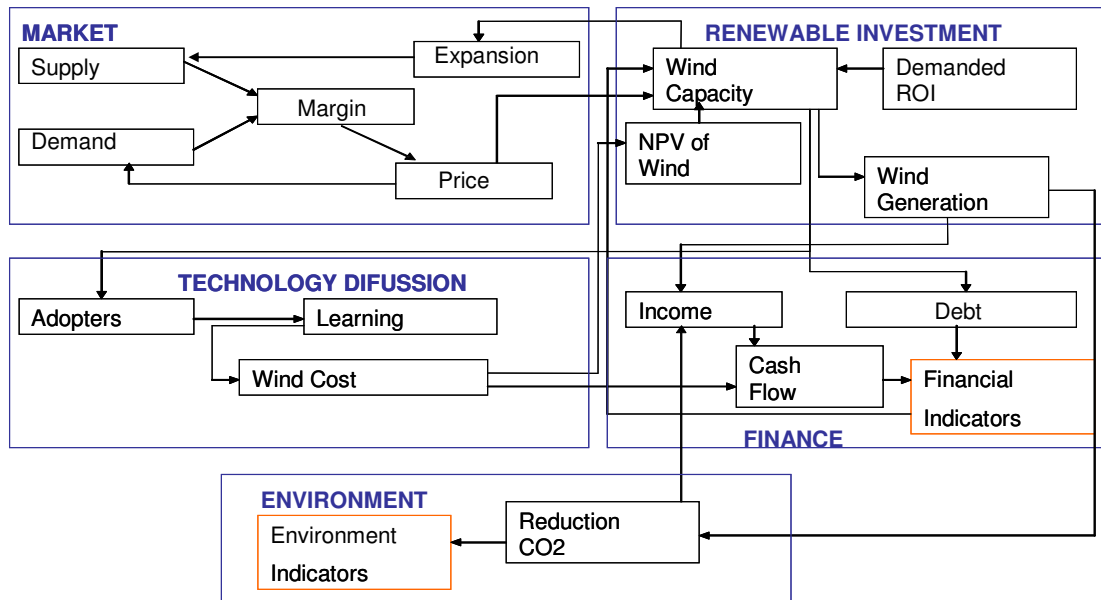 MARKET
Supply
Expansion
Margin
Demand
Price
RENEWABLE INVESTMENT
Wind
Capacity
Demanded
ROI
NPV of
Wind
Wind
Generation
TECHNOLOGY DIFUSSION
Adopters
Learning
Wind Cost
Income
Debt
Cash
Flow
Financial
Indicators
FINANCE
ENVIRONMENT
Environment
Indicators
Reduction
CO2